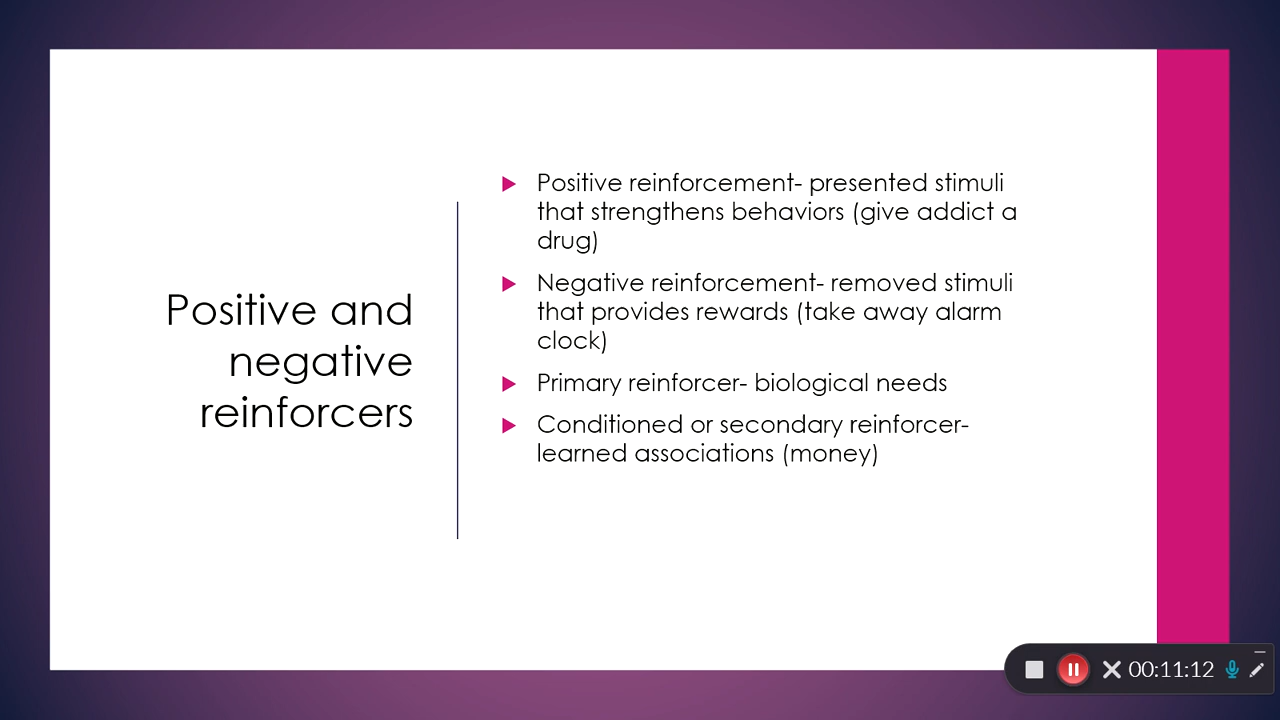 Positive and
negative
reinforcers
Positive reinforcement- presented stimuli
that strengthens behaviors (give addict a
drug)
Negative reinforcement- removed stimuli
that provides rewards (take away alarm
clock)
Primary reinforcer- biological needs
Conditioned or secondary reinforcer-
learned associations (money)
00:11:12